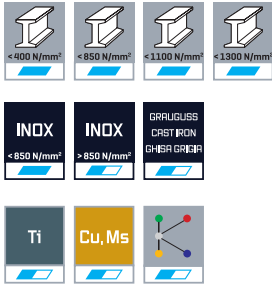 <400 N/mm²
<850 N/mm²
<1100 N/mm²
<1300 N/mm²
INOX
<850 N/mm²
INOX
>850 N/mm²
GRAUGUSS
CAST IRON
GHISA GRIGIA
Ti
Cu, Ms